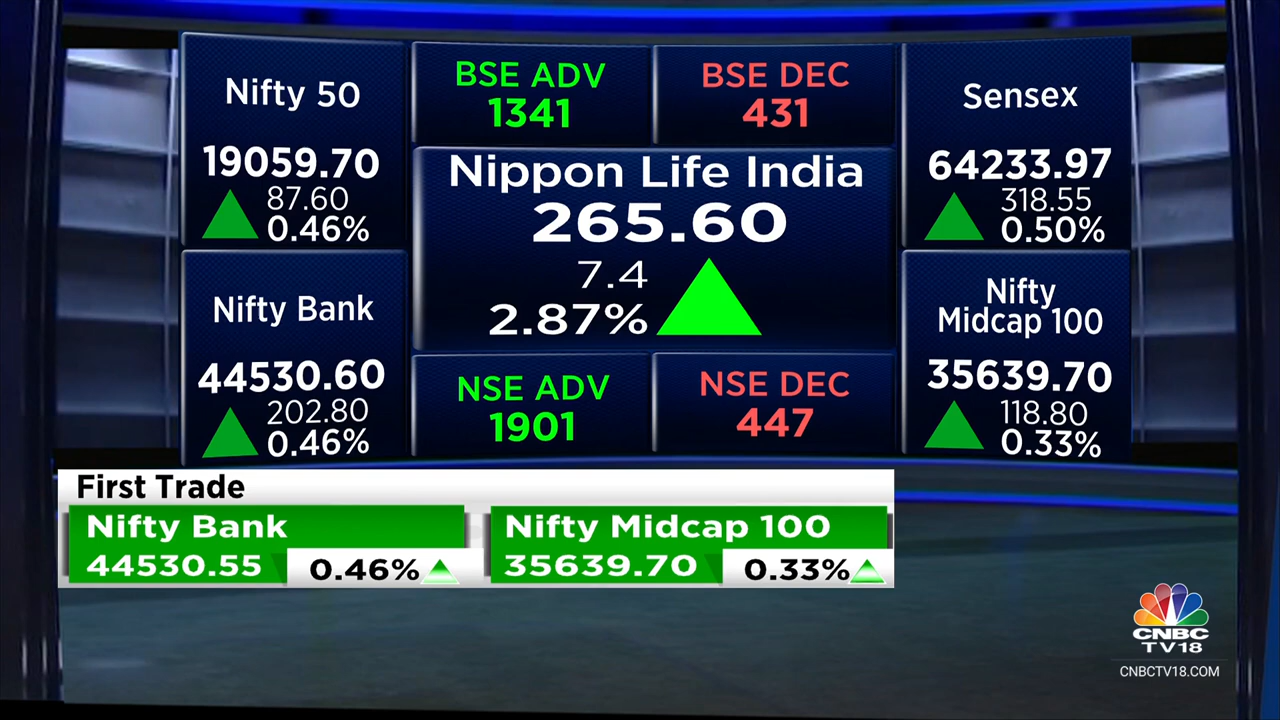 Nifty 50
19059.70
87.60
0.46%
BSE ADV
1341
BSE DEC
431
Sensex
64233.97
318.55
0.50%
Nippon Life India
265.60
7.4
2.87%
Nifty Bank
44530.60
202.80
0.46%
NSE ADV
1901
NSE DEC
447
Nifty
Midcap 100
35639.70
118.80
0.33%
First Trade
Nifty Bank
44530.55
0.46%
Nifty Midcap 100
35639.70
0.33%
CNBC
TV18
CNBCTV18.COM